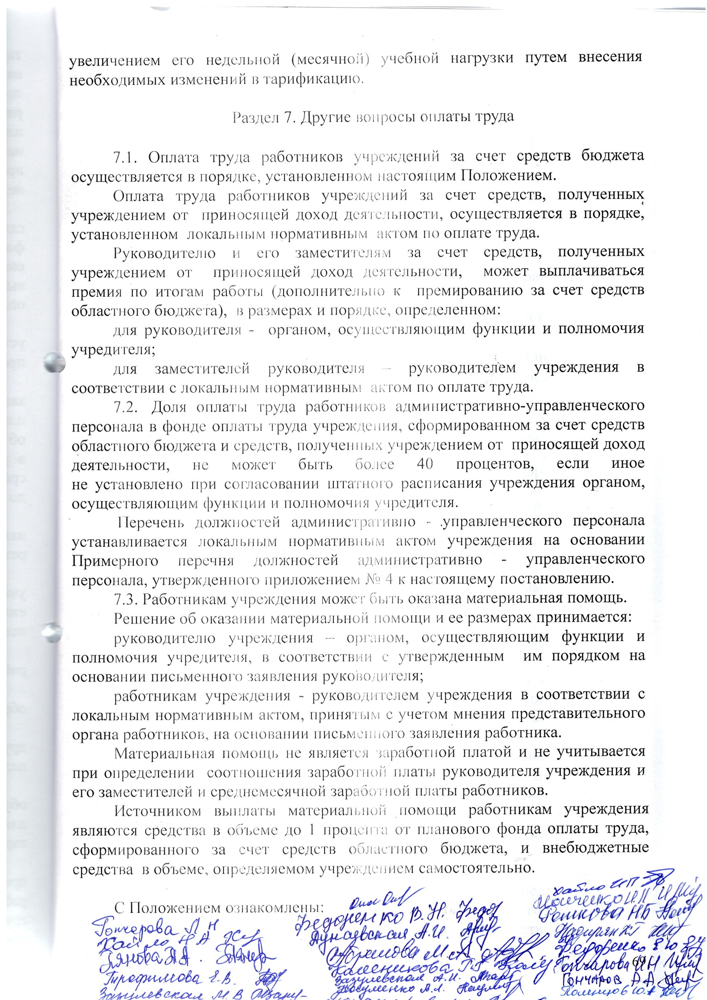 увеличением его недельной (месячной) учебной нагрузки путем внесения
необходимых изменений в тарификацию.
Раздел 7. Другие вопросы оплаты труда
7.1. Оплата труда работников учреждений за счет средств бюджета
осуществляется в порядке, установленном настоящим Положением.
Оплата труда работников учреждений за счет средств, полученных
учреждением от приносящей доход деятельности, осуществляется в порядке,
установленном локальным нормативным актом по оплате труда.
Руководителю и его заместителям за счет средств, полученных
учреждением от приносящей доход деятельности, может выплачиваться
премия по итогам работы (дополнительно к премированию за счет средств
областного бюджета), в размерах и порядке, определенном:
для руководителя - органом, осуществляющим функции и полномочия
учредителя;
для заместителей руководителя – руководителем учреждения в
соответствии с локальным нормативным актом по оплате труда.
7.2. Доля оплаты труда работников административно-управленческого
персонала в фонде оплаты труда учреждения, сформированном за счет средств
областного бюджета и средств, полученных учреждением от приносящей доход
деятельности, не может быть более 40 процентов, если иное
не установлено при согласовании штатного расписания учреждения органом,
осуществляющим функции и полномочия учредителя.
Перечень должностей административно - управленческого персонала
устанавливается локальным нормативным актом учреждения на основании
Примерного перечня должностей административно - управленческого
персонала, утвержденного приложением № 4 к настоящему постановлению.
7.3. Работникам учреждения может быть оказана материальная помощь.
Решение об оказании материальной помощи и ее размерах принимается:
руководителю учреждения – органом, осуществляющим функции и
полномочия учредителя, в соответствии с утвержденным им порядком на
основании письменного заявления руководителя;
работникам учреждения - руководителем учреждения в соответствии с
локальным нормативным актом, принятым с учетом мнения представительного
органа работников, на основании письменного заявления работника.
Материальная помощь не является заработной платой и не учитывается
при определении соотношения заработной платы руководителя учреждения и
его заместителей и среднемесячной заработной платы работников.
Источником выплаты материальной помощи работникам учреждения
являются средства в объеме до 1 процента от планового фонда оплаты труда,
сформированного за счет средств областного бюджета, и внебюджетные
средства в объеме, определяемом учреждением самостоятельно.
С Положением ознакомлены:
Гончарова Л Н
Хайло Н А
Пянова
Трофимова Е.В.
Зазулевская М.В
Федоненко В.Н.
Дунаевская А.И.
Абрамова М.А
Калесникова Г.Г
Зазулевская А.И.
Науменко В.Л.
Хайло И П
Рошкова Н Б
Федоренко Е Ю
Гончарова И Н
69
Гончаров А А